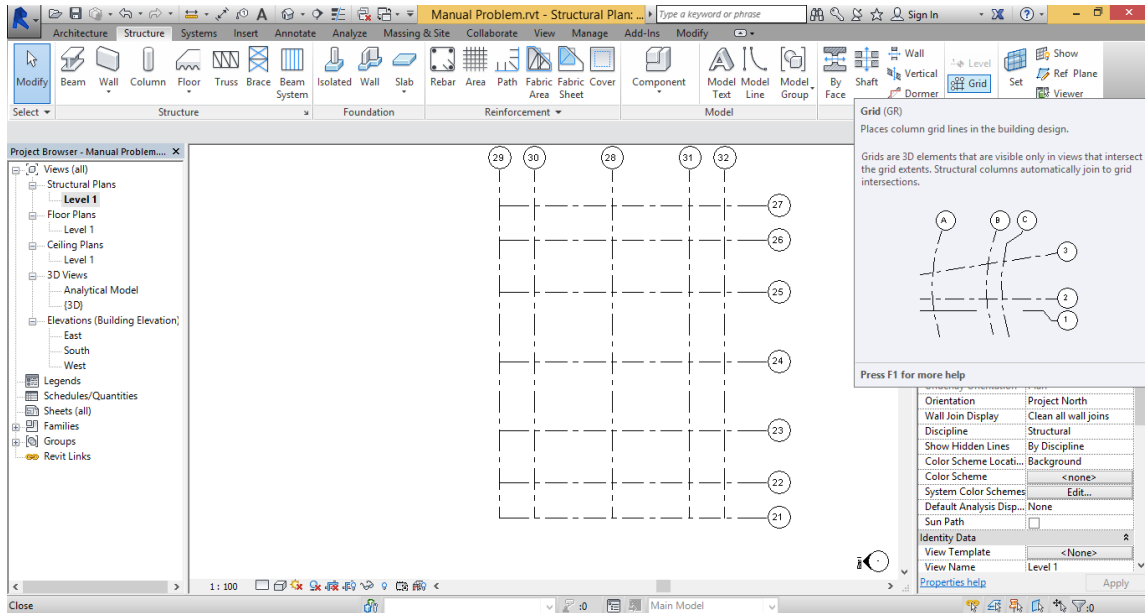 Manual Problem.rvt - Structural Plan: ...
Type a keyword or phrase
Sign In
Architecture Structure Systems Insert Annotate Analyze Massing & Site Collaborate View Manage Add-Ins Modify
Modify Beam Wall Column Floor Truss Brace Beam System Isolated Wall Slab Rebar Area Path Fabric Area Fabric Sheet Cover Component Model Text Model Line Model Group By Face Shaft Wall Vertical Dormer Level Grid Set Show Ref Plane Viewer
Select Structure Foundation Reinforcement Model
Grid (GR)
Places column grid lines in the building design.
Grids are 3D elements that are visible only in views that intersect
the grid extents. Structural columns automatically join to grid
intersections.
A B C
3
2
1
Press F1 for more help
Project Browser - Manual Problem....
Views (all)
Structural Plans
Level 1
Floor Plans
Level 1
Ceiling Plans
Level 1
3D Views
Analytical Model
{3D}
Elevations (Building Elevation)
East
South
West
Legends
Schedules/Quantities
Sheets (all)
Families
Groups
Revit Links
29 30 28 31 32
27
26
25
24
23
22
21
Orientation Project North
Wall Join Display Clean all wall joins
Discipline Structural
Show Hidden Lines By Discipline
Color Scheme Locati... Background
Color Scheme <none>
System Color Schemes Edit...
Default Analysis Disp... None
Sun Path
Identity Data
View Template <None>
View Name Level 1
Properties help Apply
1 : 100
Close :0 Main Model :0